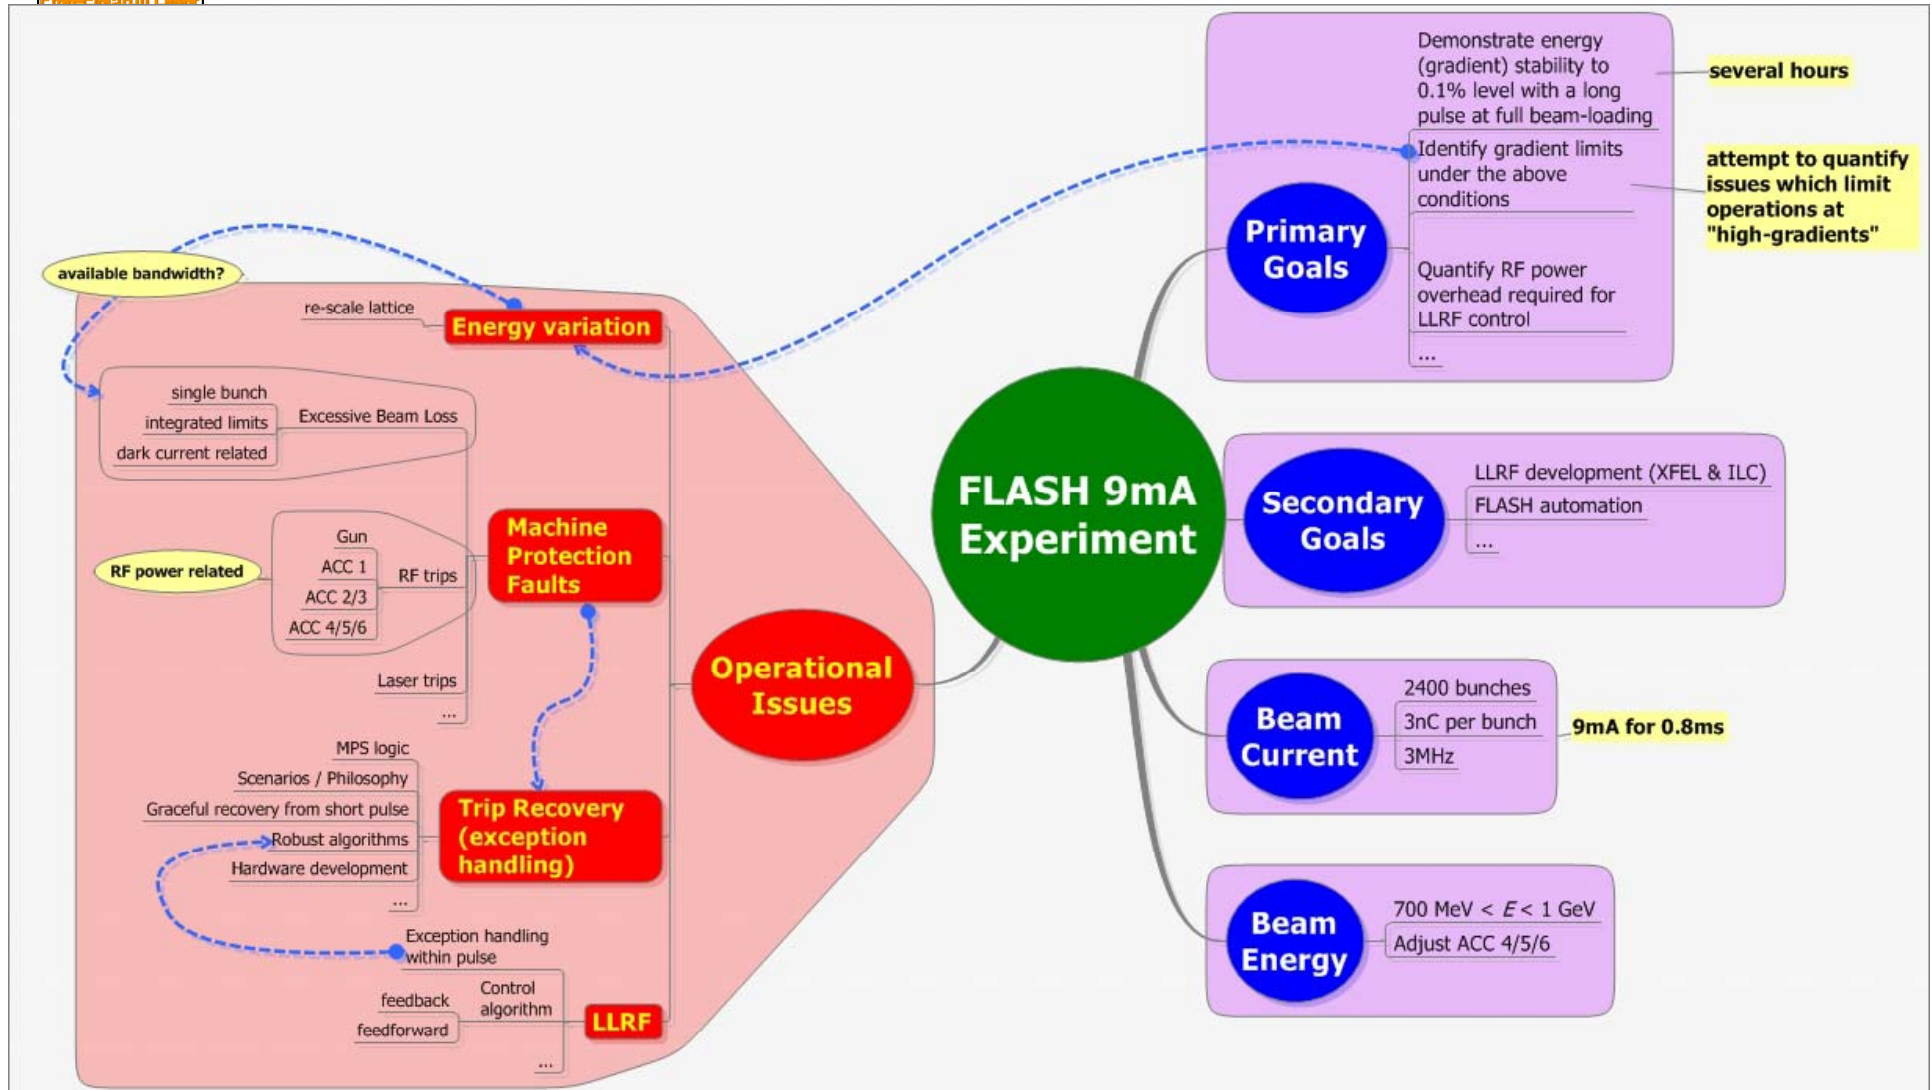 FLASH 9mA
Experiment
Primary
Goals
Demonstrate energy
(gradient) stability to
0.1% level with a long
pulse at full beam-loading
several hours
Identify gradient limits
under the above
conditions
attempt to quantify
issues which limit
operations at
"high-gradients"
Quantify RF power
overhead required for
LLRF control
...
Secondary
Goals
LLRF development (XFEL & ILC)
FLASH automation
...
Beam
Current
2400 bunches
3nC per bunch
3MHz
9mA for 0.8ms
Beam
Energy
700 MeV < E < 1 GeV
Adjust ACC 4/5/6
Operational
Issues
available bandwidth?
re-scale lattice
Energy variation
single bunch
integrated limits
dark current related
Excessive Beam Loss
Machine
Protection
Faults
RF power related
Gun
ACC 1
ACC 2/3
ACC 4/5/6
RF trips
Laser trips
...
MPS logic
Scenarios / Philosophy
Graceful recovery from short pulse
Robust algorithms
Hardware development
...
Trip Recovery
(exception
handling)
Exception handling
within pulse
Control
algorithm
feedback
feedforward
LLRF
...